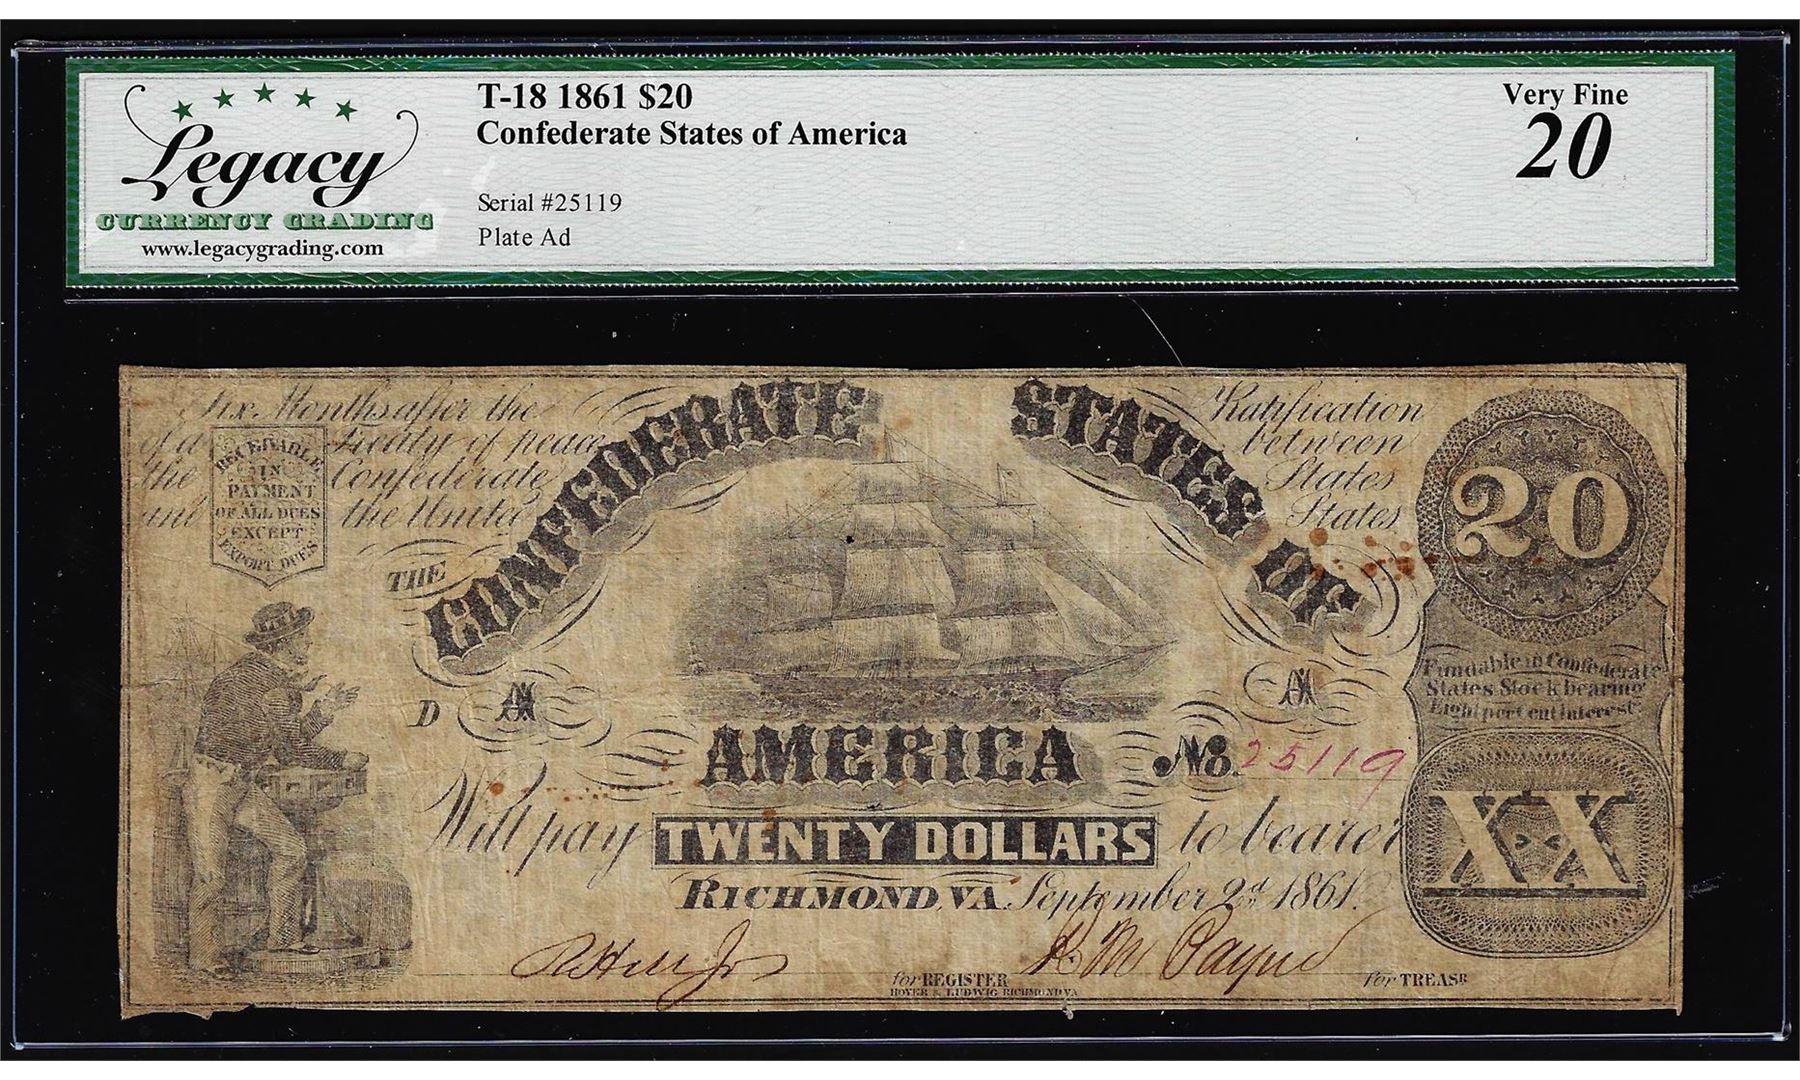 Legacy
CURRENCY GRADING
www.legacygrading.com
T-18 1861 $20
Confederate States of America
Serial #25119
Plate Ad
Very Fine
20
Six Months after the Ratification
of a treaty of peace between
the Confederate States
and the United States
RECEIVABLE
IN
PAYMENT
OF ALL DUES
EXCEPT
EXPORT DUES
THE CONFEDERATE STATES OF
AMERICA
20
D A A
No. 25119
Fundable in Confederate
States Stock bearing
Eight per cent interest
XX
Will pay TWENTY DOLLARS to bearer
RICHMOND, VA. September 2d 1861.
R Hill Jr for REGISTER
K. M Payne for TREASR
HOYER & LUDWIG RICHMOND VA